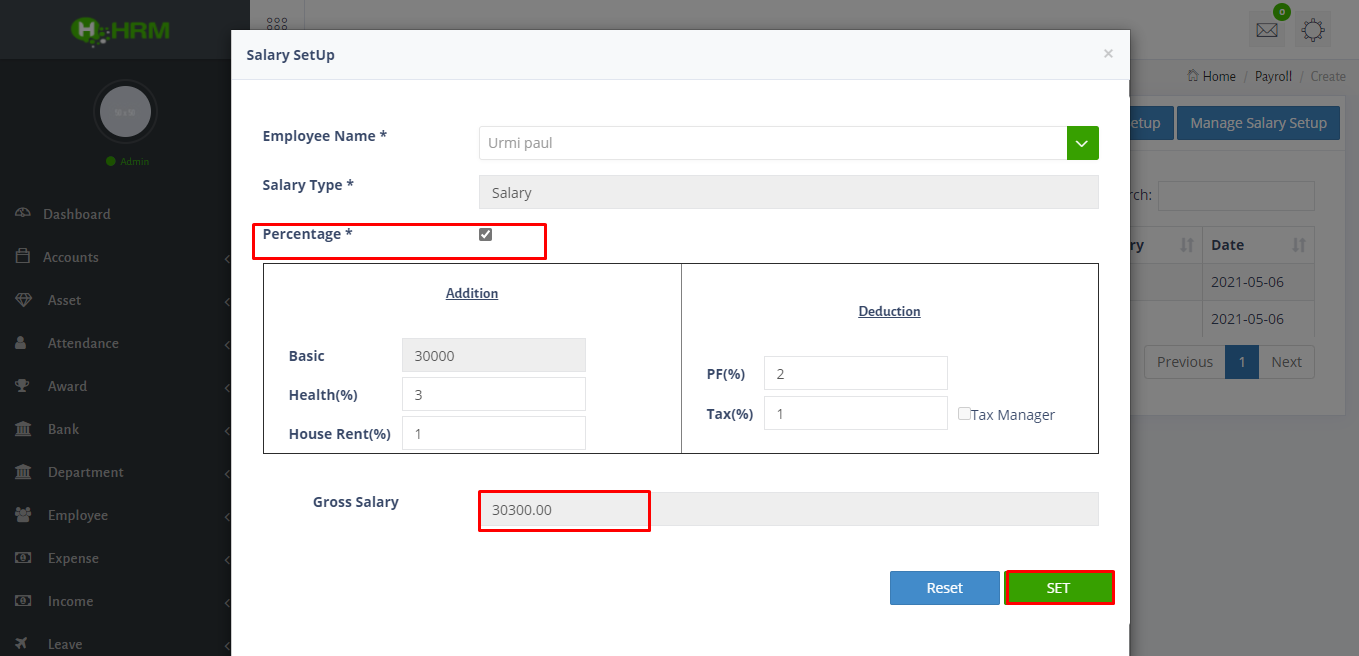 HRM
0
Salary SetUp
×
Home / Payroll / Create
etup
Manage Salary Setup
Admin
Employee Name *
Urmi paul
Salary Type *
Salary
rch:
Percentage *
ry
Date
Dashboard
Accounts
Asset
Attendance
Award
Bank
Department
Employee
Expense
Income
Leave
2021-05-06
2021-05-06
Previous
1
Next
Addition
Basic
30000
Health(%)
3
House Rent(%)
1
Deduction
PF(%)
2
Tax(%)
1
Tax Manager
Gross Salary
30300.00
Reset
SET